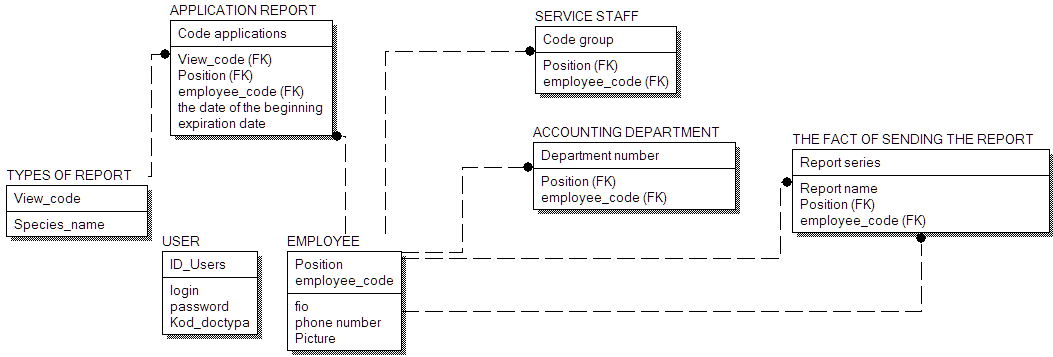 APPLICATION REPORT
Code applications
View_code (FK)
Position (FK)
employee_code (FK)
the date of the beginning
expiration date
SERVICE STAFF
Code group
Position (FK)
employee_code (FK)
ACCOUNTING DEPARTMENT
Department number
Position (FK)
employee_code (FK)
THE FACT OF SENDING THE REPORT
Report series
Report name
Position (FK)
employee_code (FK)
TYPES OF REPORT
View_code
Species_name
USER
ID_Users
login
password
Kod_doctypa
EMPLOYEE
Position
employee_code
fio
phone number
Picture